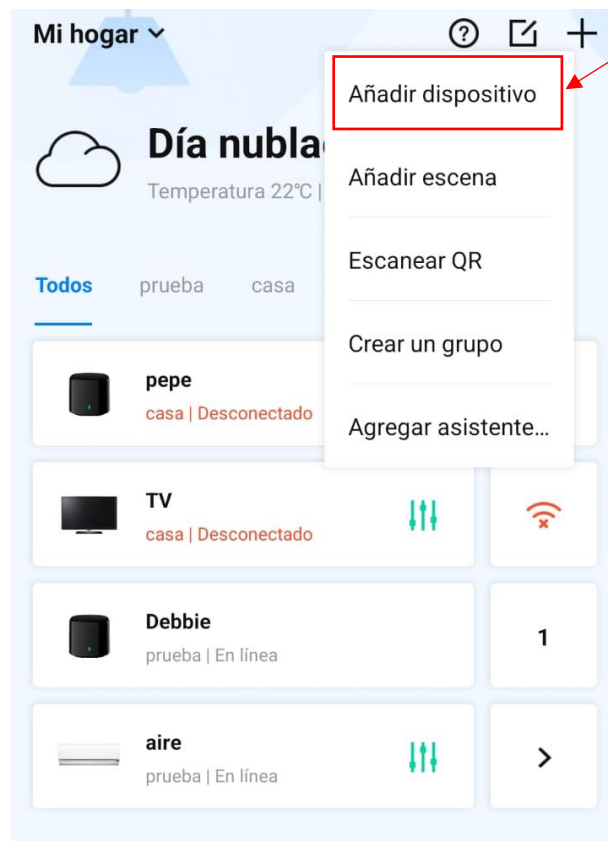 Mi hogar
Añadir dispositivo
Día nubla
Temperatura 22°C |
Añadir escena
Escanear QR
Todos prueba casa
Crear un grupo
pepe
casa | Desconectado
Agregar asistente...
TV
casa | Desconectado
Debbie
prueba | En línea
1
aire
prueba | En línea